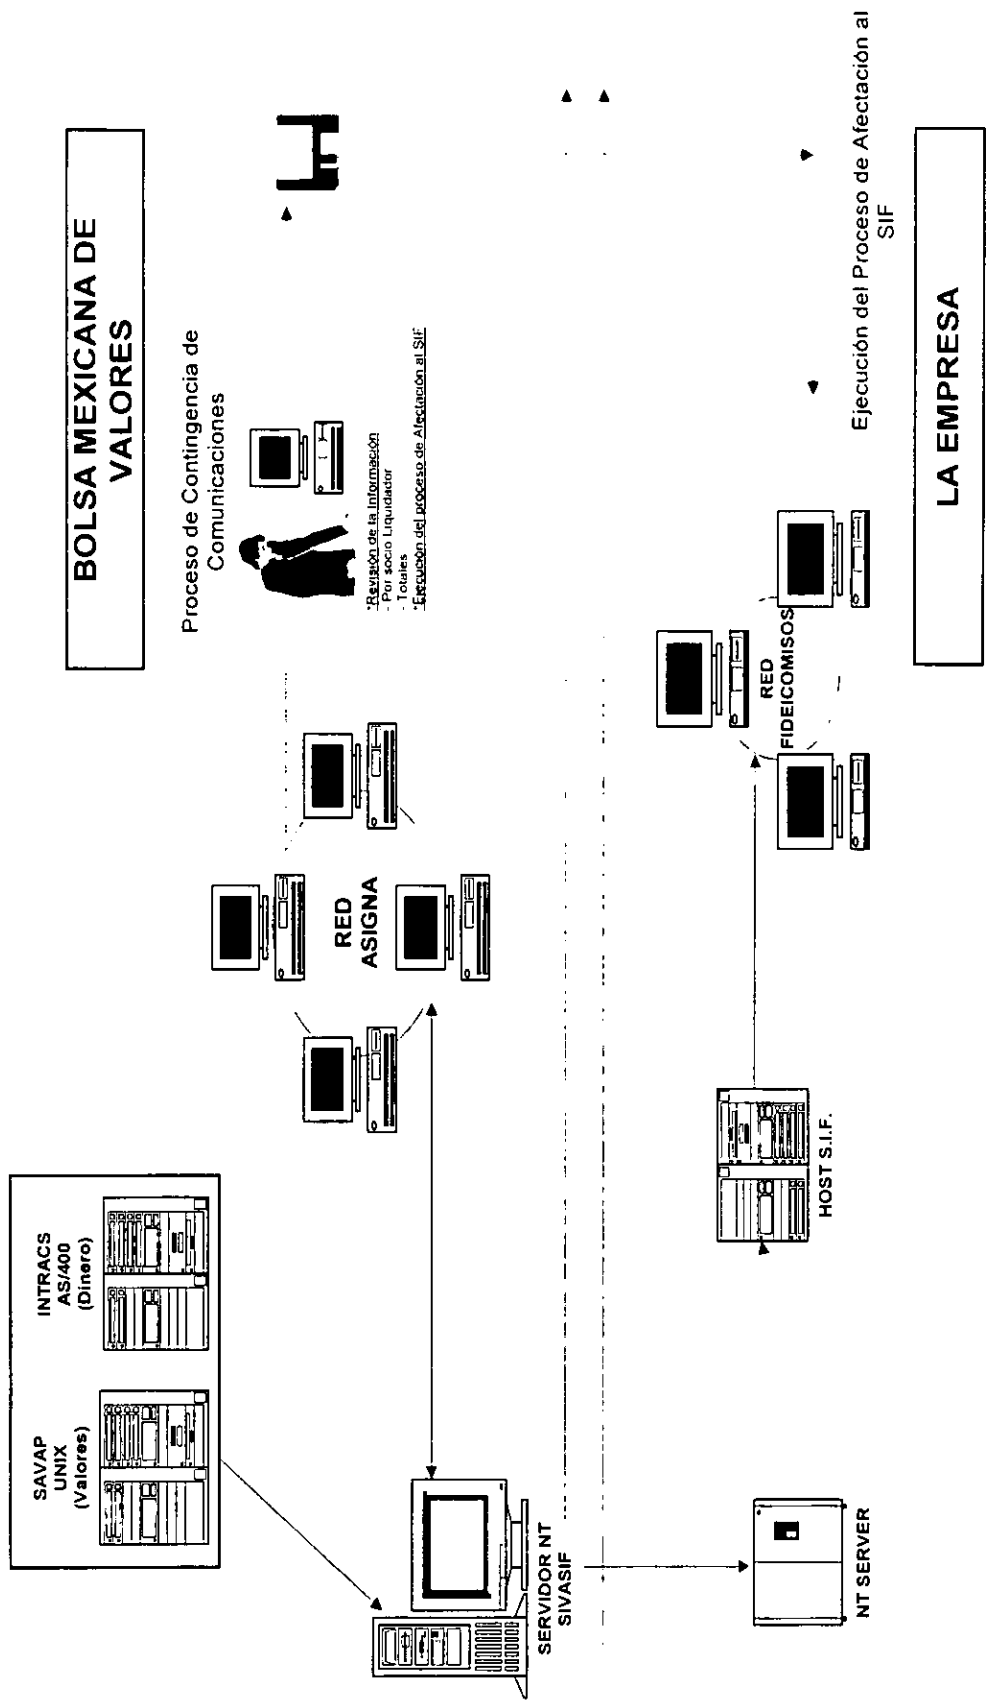 SAVAP
UNIX
(Valores)
INTRACS
AS/400
(Dinero)
BOLSA MEXICANA DE
VALORES
Proceso de Contingencia de
Comunicaciones
*Revisión de la Información
- Por socio Liquidador
- Totales
*Ejecución del proceso de Afectación al SIF
RED
ASIGNA
SERVIDOR NT
SIVASIF
NT SERVER
HOST S.I.F.
RED
FIDEICOMISOS
Ejecución del Proceso de Afectación al
SIF
LA EMPRESA